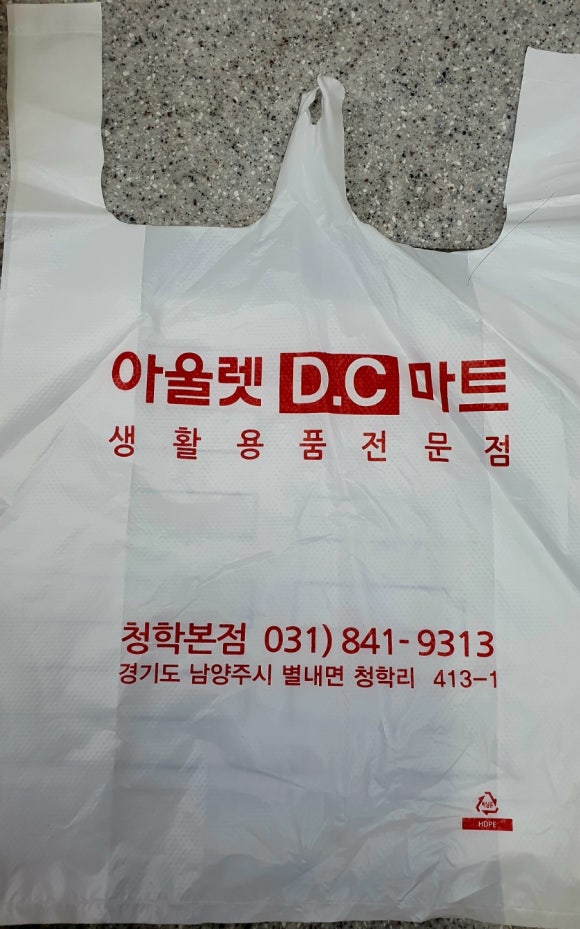 아울렛 D.C 마트
생활용품전문점
청학본점 031) 841-9313
경기도 남양주시 별내면 청학리 413-1
HDPE